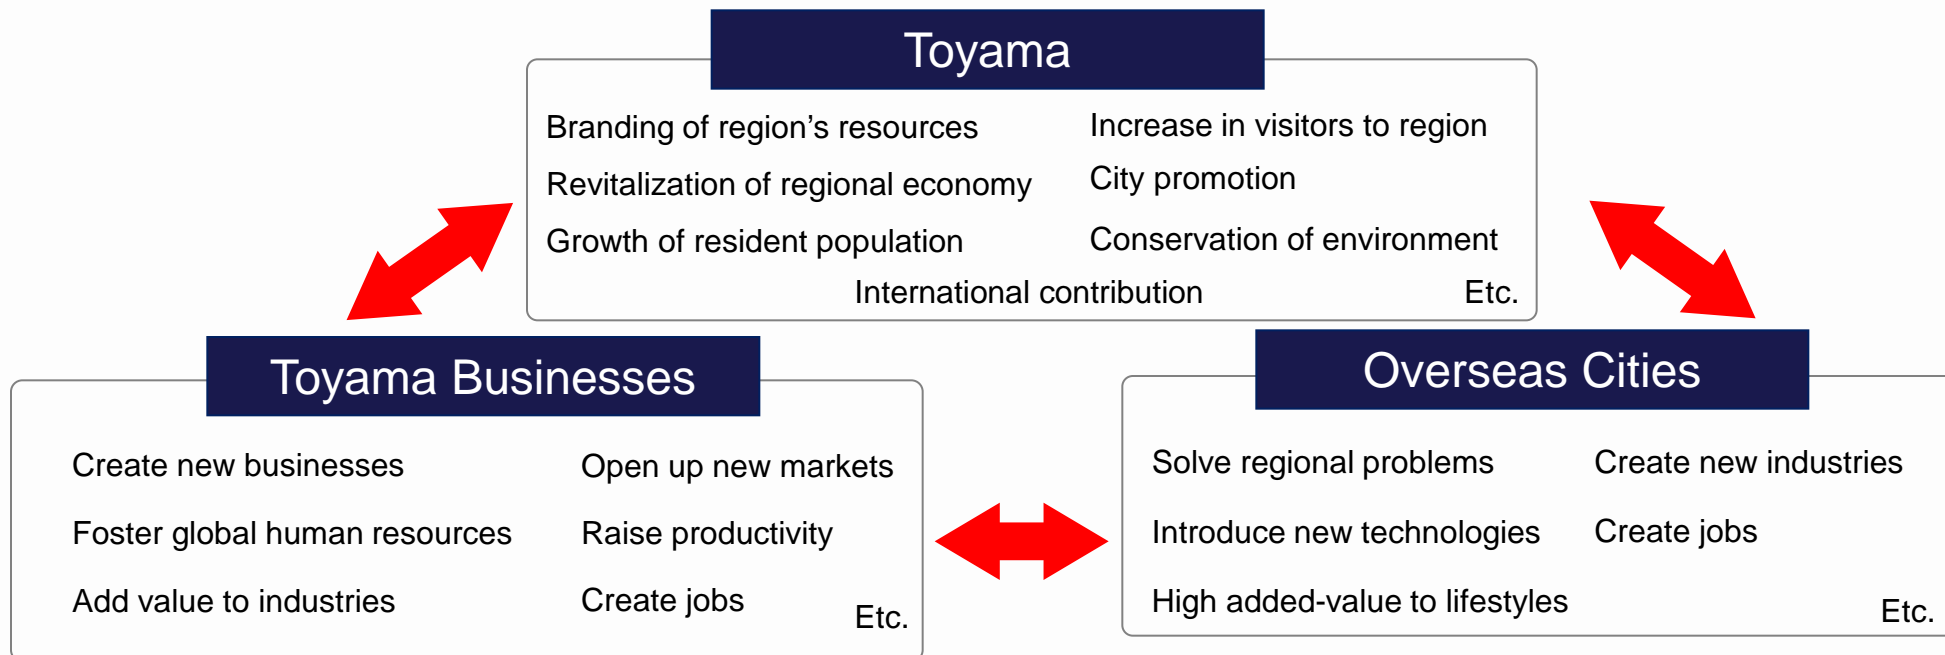 Toyama
Branding of region’s resources
Increase in visitors to region
Revitalization of regional economy
City promotion
Growth of resident population
Conservation of environment
International contribution
Etc.
Toyama Businesses
Create new businesses
Open up new markets
Foster global human resources
Raise productivity
Add value to industries
Create jobs
Etc.
Overseas Cities
Solve regional problems
Create new industries
Introduce new technologies
Create jobs
High added-value to lifestyles
Etc.